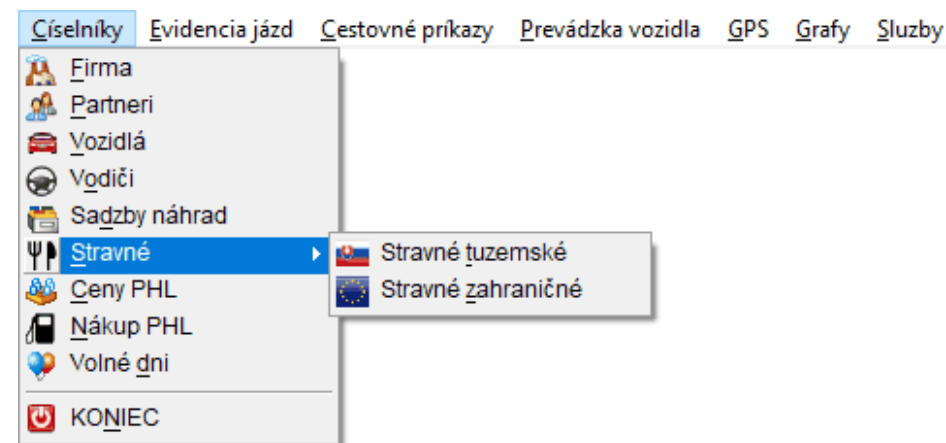 Císelníky Evidencia jázd Cestovné príkazy Prevádzka vozidla GPS Grafy Sluzby
Firma
Partneri
Vozidlá
Vodiči
Sadzby náhrad
Stravné
Stravné tuzemské
Stravné zahraničné
Ceny PHL
Nákup PHL
Volné dni
KONIEC